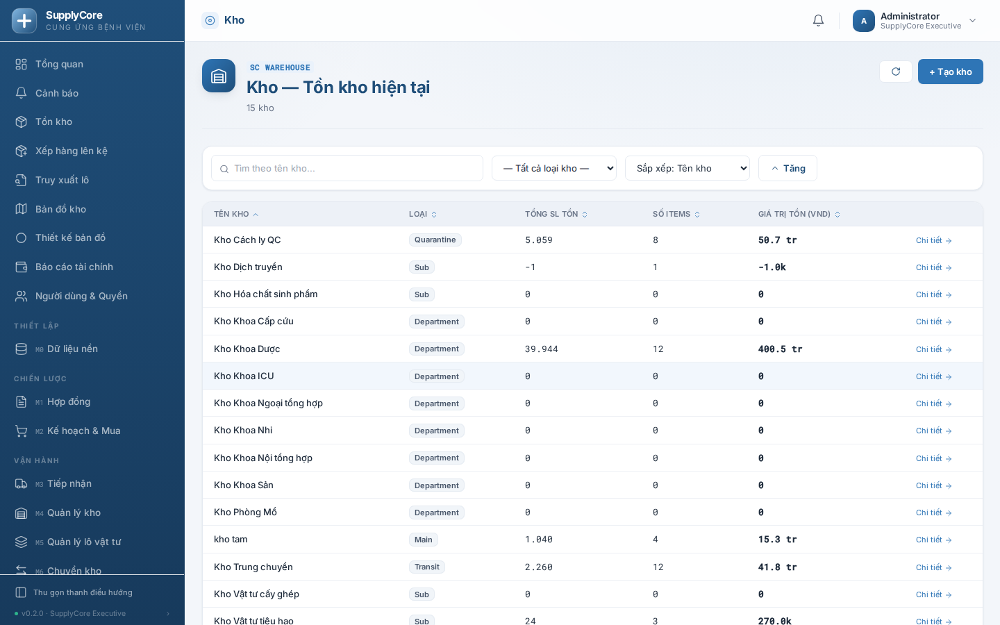 SupplyCore
CUNG ỨNG BỆNH VIỆN
Tổng quan
Cảnh báo
Tồn kho
Xếp hàng lên kệ
Truy xuất lô
Bản đồ kho
Thiết kế bản đồ
Báo cáo tài chính
Người dùng & Quyền
THIẾT LẬP
M0 Dữ liệu nền
CHIẾN LƯỢC
M1 Hợp đồng
M2 Kế hoạch & Mua
VẬN HÀNH
M3 Tiếp nhận
M4 Quản lý kho
M5 Quản lý lô vật tư
M6 Chuyển kho
Thu gọn thanh điều hướng
v0.2.0 · SupplyCore Executive ›
Kho
A
Administrator
SupplyCore Executive
SC WAREHOUSE
Kho — Tồn kho hiện tại
15 kho
+ Tạo kho
Tìm theo tên kho...
— Tất cả loại kho —
Sắp xếp: Tên kho
Tăng
TÊN KHO LOẠI TỔNG SL TỒN SỐ ITEMS GIÁ TRỊ TỒN (VND)
Kho Cách ly QC Quarantine 5.059 8 50.7 tr Chi tiết →
Kho Dịch truyền Sub -1 1 -1.0k Chi tiết →
Kho Hóa chất sinh phẩm Sub 0 0 0 Chi tiết →
Kho Khoa Cấp cứu Department 0 0 0 Chi tiết →
Kho Khoa Dược Department 39.944 12 400.5 tr Chi tiết →
Kho Khoa ICU Department 0 0 0 Chi tiết →
Kho Khoa Ngoại tổng hợp Department 0 0 0 Chi tiết →
Kho Khoa Nhi Department 0 0 0 Chi tiết →
Kho Khoa Nội tổng hợp Department 0 0 0 Chi tiết →
Kho Khoa Sản Department 0 0 0 Chi tiết →
Kho Phòng Mổ Department 0 0 0 Chi tiết →
kho tam Main 1.040 4 15.3 tr Chi tiết →
Kho Trung chuyển Transit 2.260 12 41.8 tr Chi tiết →
Kho Vật tư cấy ghép Sub 0 0 0 Chi tiết →
Kho Vật tư tiêu hao Sub 24 3 270.0k Chi tiết →